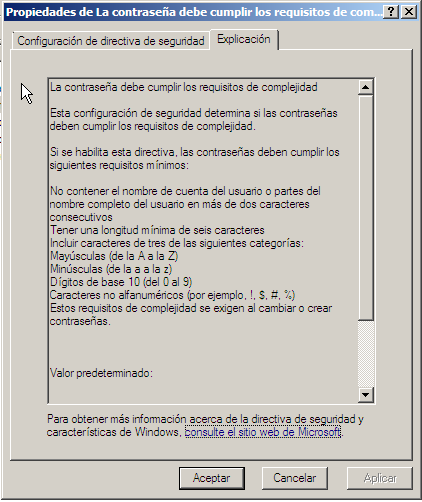 Propiedades de La contraseña debe cumplir los requisitos de com...
Configuración de directiva de seguridad
Explicación
La contraseña debe cumplir los requisitos de complejidad
Esta configuración de seguridad determina si las contraseñas
deben cumplir los requisitos de complejidad.
Si se habilita esta directiva, las contraseñas deben cumplir los
siguientes requisitos mínimos:
No contener el nombre de cuenta del usuario o partes del
nombre completo del usuario en más de dos caracteres
consecutivos
Tener una longitud mínima de seis caracteres
Incluir caracteres de tres de las siguientes categorías:
Mayúsculas (de la A a la Z)
Minúsculas (de la a a la z)
Dígitos de base 10 (del 0 al 9)
Caracteres no alfanuméricos (por ejemplo, !, $, #, %)
Estos requisitos de complejidad se exigen al cambiar o crear
contraseñas.
Valor predeterminado:
Para obtener más información acerca de la directiva de seguridad y
características de Windows, consulte el sitio web de Microsoft.
Aceptar
Cancelar
Aplicar